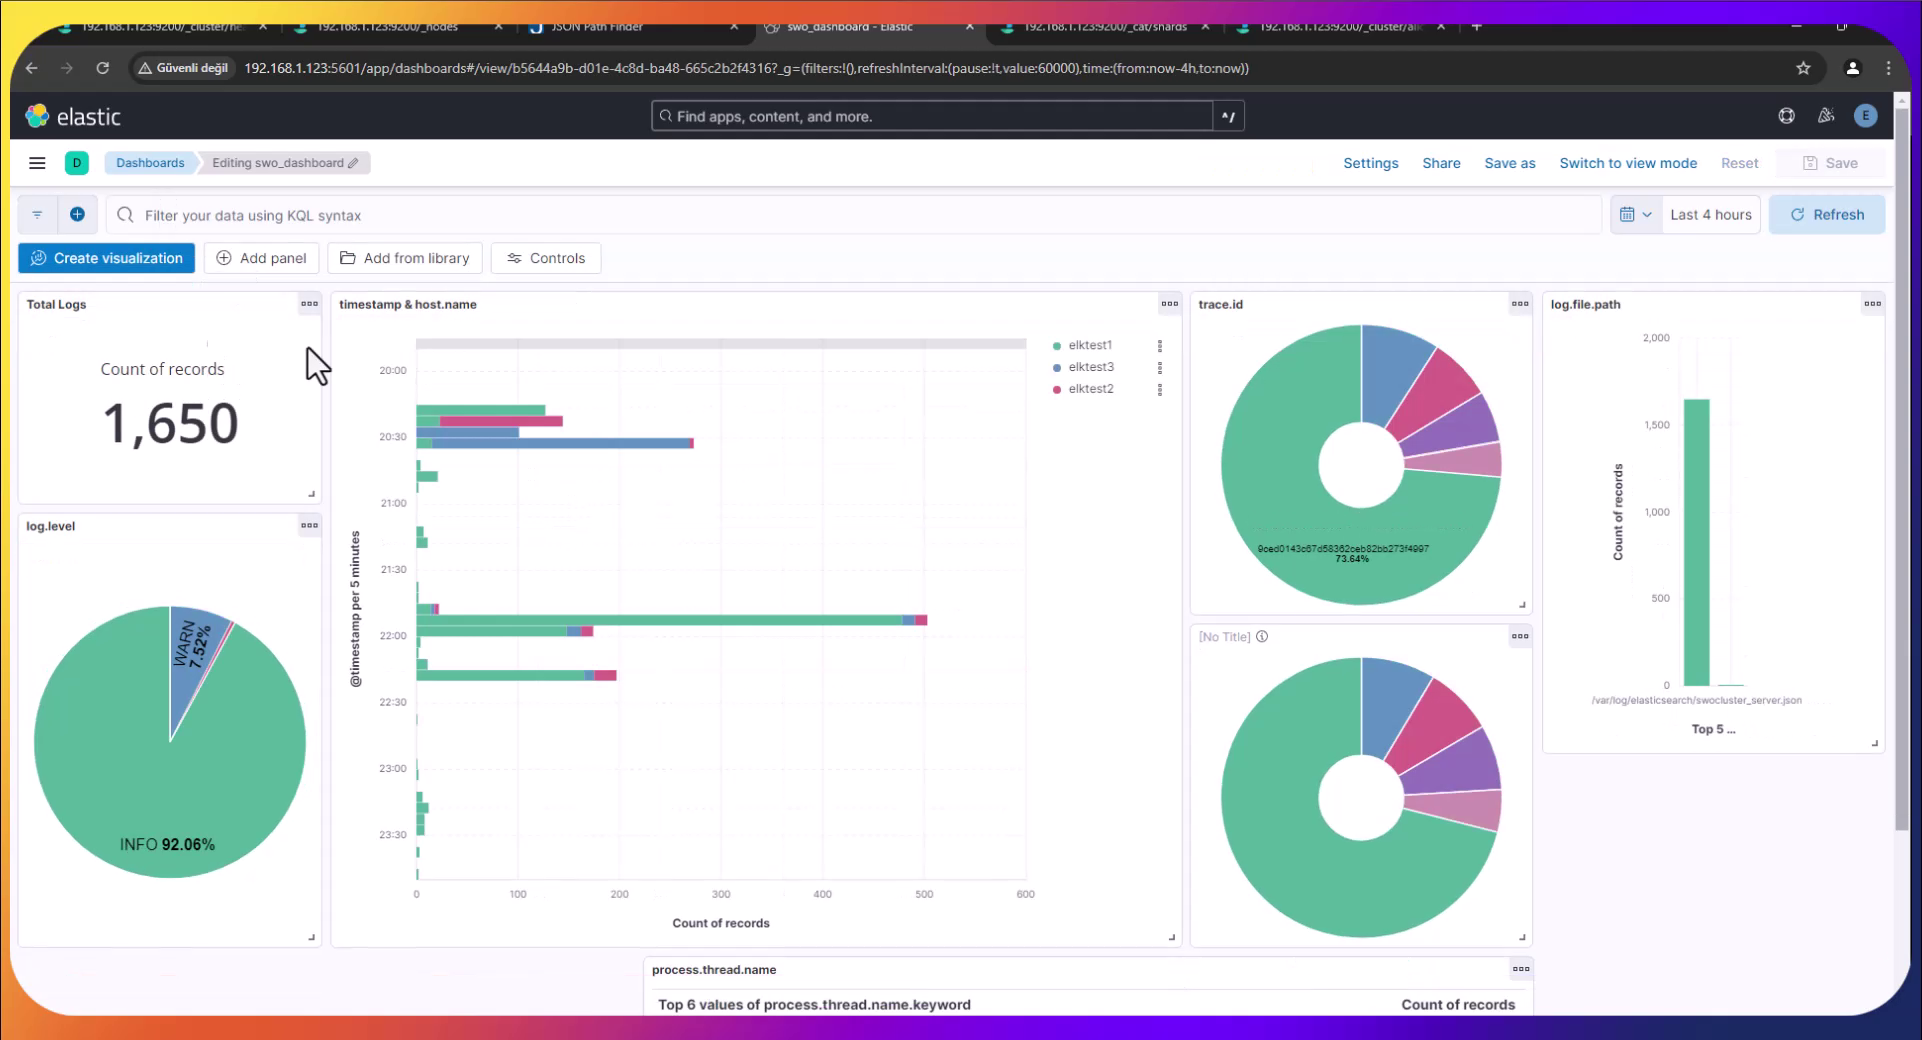 192.168.1.123:9200/_cluster/he
192.168.1.123:9200/_nodes
JSON Path Finder
swo_dashboard - Elastic
192.168.1.123:9200/_cat/shards
192.168.1.123:9200/_cluster/all
Güvenli değil
192.168.1.123:5601/app/dashboards#/view/b5644a9b-d01e-4c8d-ba48-665c2b2f4316?_g=(filters:!(),refreshInterval:(pause:!t,value:60000),time:(from:now-4h,to:now))
elastic
Find apps, content, and more.
^/
E
D
Dashboards
Editing swo_dashboard
Settings
Share
Save as
Switch to view mode
Reset
Save
Filter your data using KQL syntax
Last 4 hours
Refresh
Create visualization
Add panel
Add from library
Controls
Total Logs
Count of records
1,650
log.level
WARN
7.52%
INFO 92.06%
timestamp & host.name
@timestamp per 5 minutes
20:00
20:30
21:00
21:30
22:00
22:30
23:00
23:30
0
100
200
300
400
500
600
Count of records
elktest1
elktest3
elktest2
trace.id
9ced0143c67d58362ceb82bb273f4997
73.64%
[No Title]
log.file.path
Count of records
2,000
1,500
1,000
500
0
/var/log/elasticsearch/swocluster_server.json
Top 5 ...
process.thread.name
Top 6 values of process.thread.name.keyword
Count of records